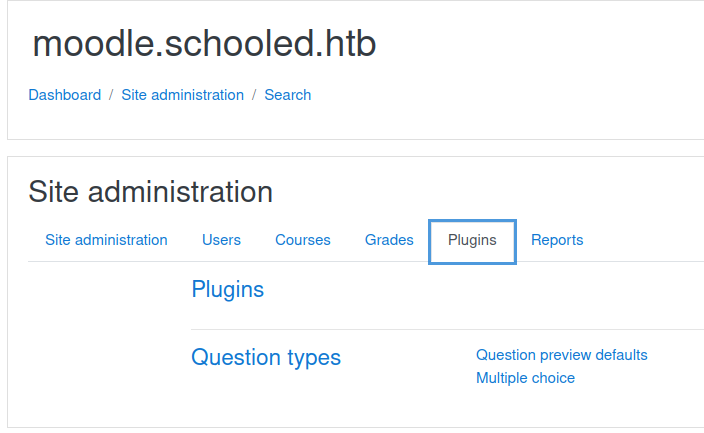 moodle.schooled.htb
Dashboard / Site administration / Search
Site administration
Site administration Users Courses Grades Plugins Reports
Plugins
Question types Question preview defaults
Multiple choice